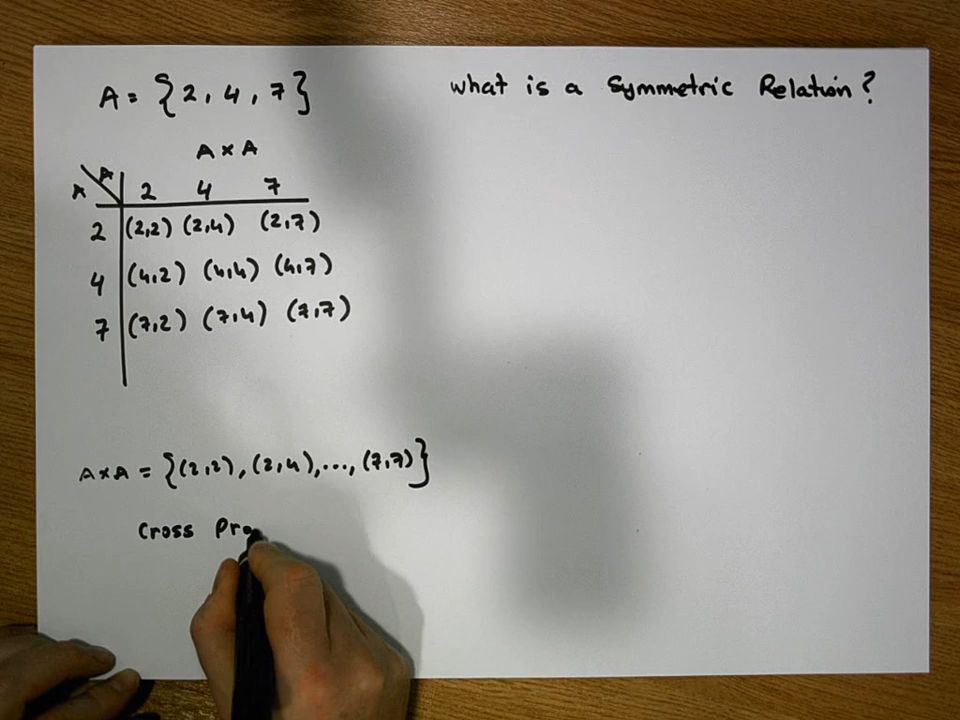 A = {2, 4, 7}
what is a Symmetric Relation?
A × A
A A 2 4 7
2 (2,2) (2,4) (2,7)
4 (4,2) (4,4) (4,7)
7 (7,2) (7,4) (7,7)
A×A = {(2,2), (2,4), ..., (7,7)}
Cross Pro